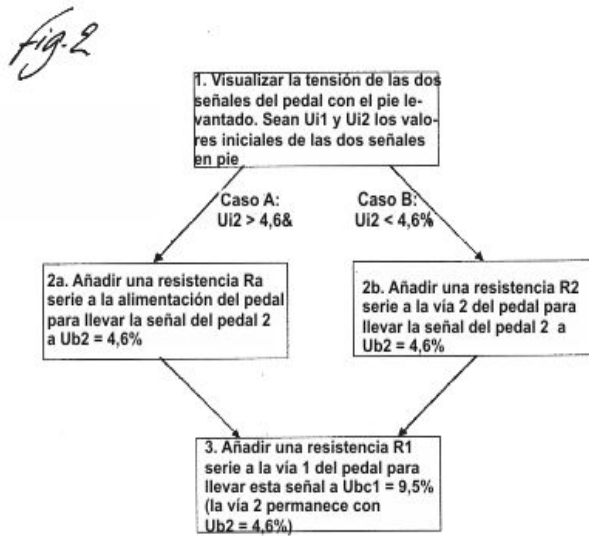 fig-2
1. Visualizar la tensión de las dos
señales del pedal con el pie le-
vantado. Sean Ui1 y Ui2 los valo-
res iniciales de las dos señales
en pie
Caso A:
Ui2 > 4,6&
Caso B:
Ui2 < 4,6%
2a. Añadir una resistencia Ra
serie a la alimentación del pedal
para llevar la señal del pedal 2
a Ub2 = 4,6%
2b. Añadir una resistencia R2
serie a la vía 2 del pedal para
llevar la señal del pedal 2 a
Ub2 = 4,6%
3. Añadir una resistencia R1
serie a la vía 1 del pedal para
llevar esta señal a Ubc1 = 9,5%
(la vía 2 permanece con
Ub2 = 4,6%)